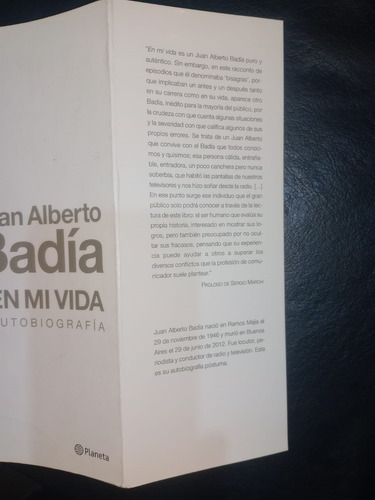 uan Alberto
Badía
EN MI VIDA
UTOBIOGRAFÍA
Planeta
"En mi vida es un Juan Alberto Badía puro y
auténtico. Sin embargo, en este racconto de
episodios que él denominaba "bisagras", por-
que implicaban un antes y un después tanto
en su carrera como en su vida, aparece otro
Badía, inédito para la mayoría del público, por
la crudeza con que cuenta algunas situaciones
y la severidad con que califica algunos de sus
propios errores. Se trata de un Juan Alberto
que convive con el Badía que todos conoci-
mos y quisimos; esa persona cálida, entraña-
ble, entradora, un poco canchera pero nunca
soberbia, que habitó las pantallas de nuestros
televisores y nos hizo soñar desde la radio. [...]
En ese punto surge ese individuo que el gran
público solo podrá conocer a través de la lec-
tura de este libro: el ser humano que evalúa su
propia historia, interesado en mostrar sus lo-
gros, pero también preocupado por no ocul-
tar sus fracasos, pensando que su experien-
cia puede ayudar a otros a superar los
diversos conflictos que la profesión de comu-
nicador suele plantear."
PRÓLOGO DE SERGIO MARCHI
Juan Alberto Badía nació en Ramos Mejía el
29 de noviembre de 1946 y murió en Buenos
Aires el 29 de junio de 2012. Fue locutor, pe-
riodista y conductor de radio y televisión. Esta
es su autobiografía póstuma.